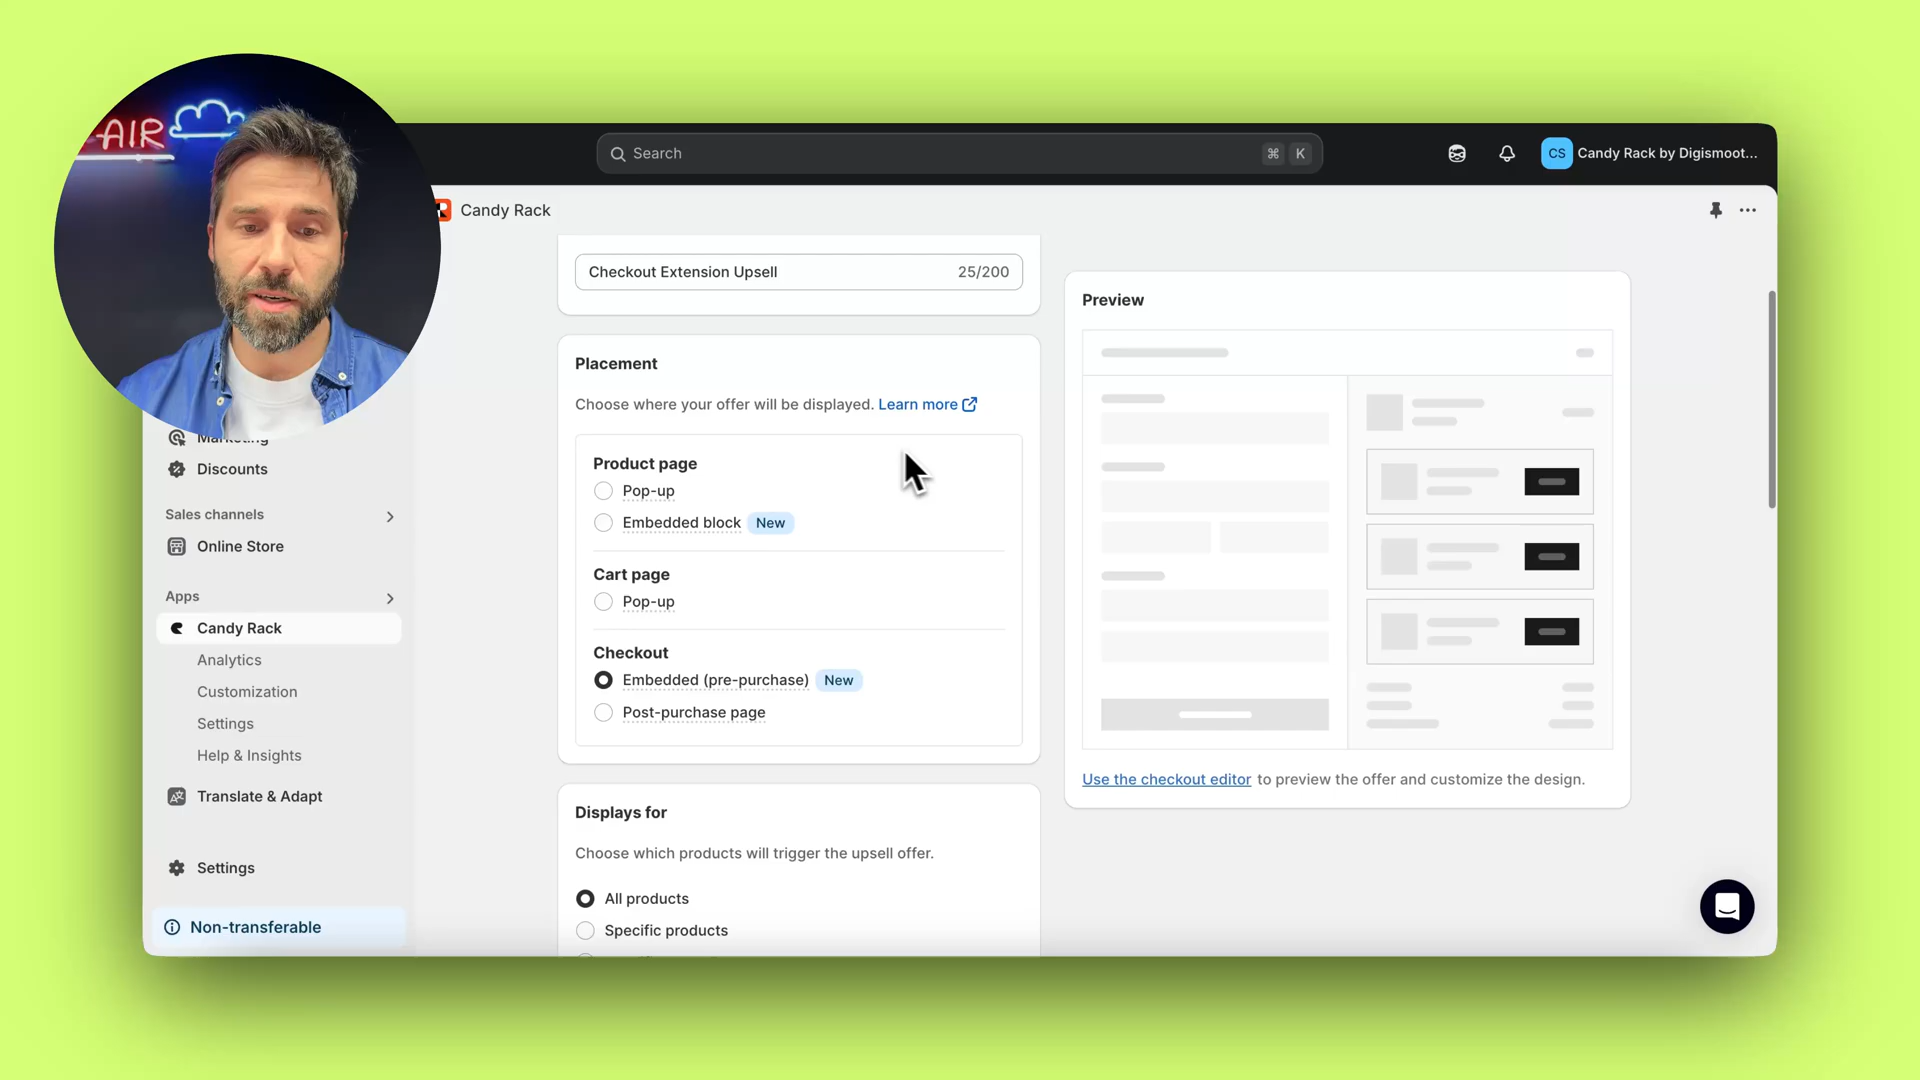 AIR
Search
⌘ K
CS
Candy Rack by Digismoot...
Candy Rack
Checkout Extension Upsell 25/200
Placement
Choose where your offer will be displayed. Learn more
Product page
Pop-up
Embedded block New
Cart page
Pop-up
Checkout
Embedded (pre-purchase) New
Post-purchase page
Displays for
Choose which products will trigger the upsell offer.
All products
Specific products
Preview
Use the checkout editor to preview the offer and customize the design.
Marketing
Discounts
Sales channels
Online Store
Apps
Candy Rack
Analytics
Customization
Settings
Help & Insights
Translate & Adapt
Settings
Non-transferable